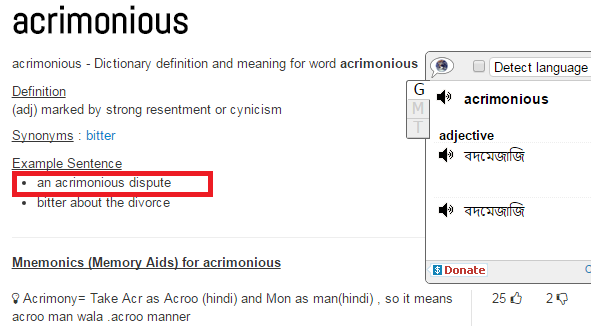 acrimonious
acrimonious - Dictionary definition and meaning for word acrimonious
Definition
(adj) marked by strong resentment or cynicism
Synonyms : bitter
Example Sentence
an acrimonious dispute
bitter about the divorce
Mnemonics (Memory Aids) for acrimonious
Acrimony= Take Acr as Acroo (hindi) and Mon as man(hindi) , so it means
acroo man wala .acroo manner
25
2
Detect language
G
M
T
acrimonious
adjective
বদমেজাজি
বদমেজাজি
$ Donate